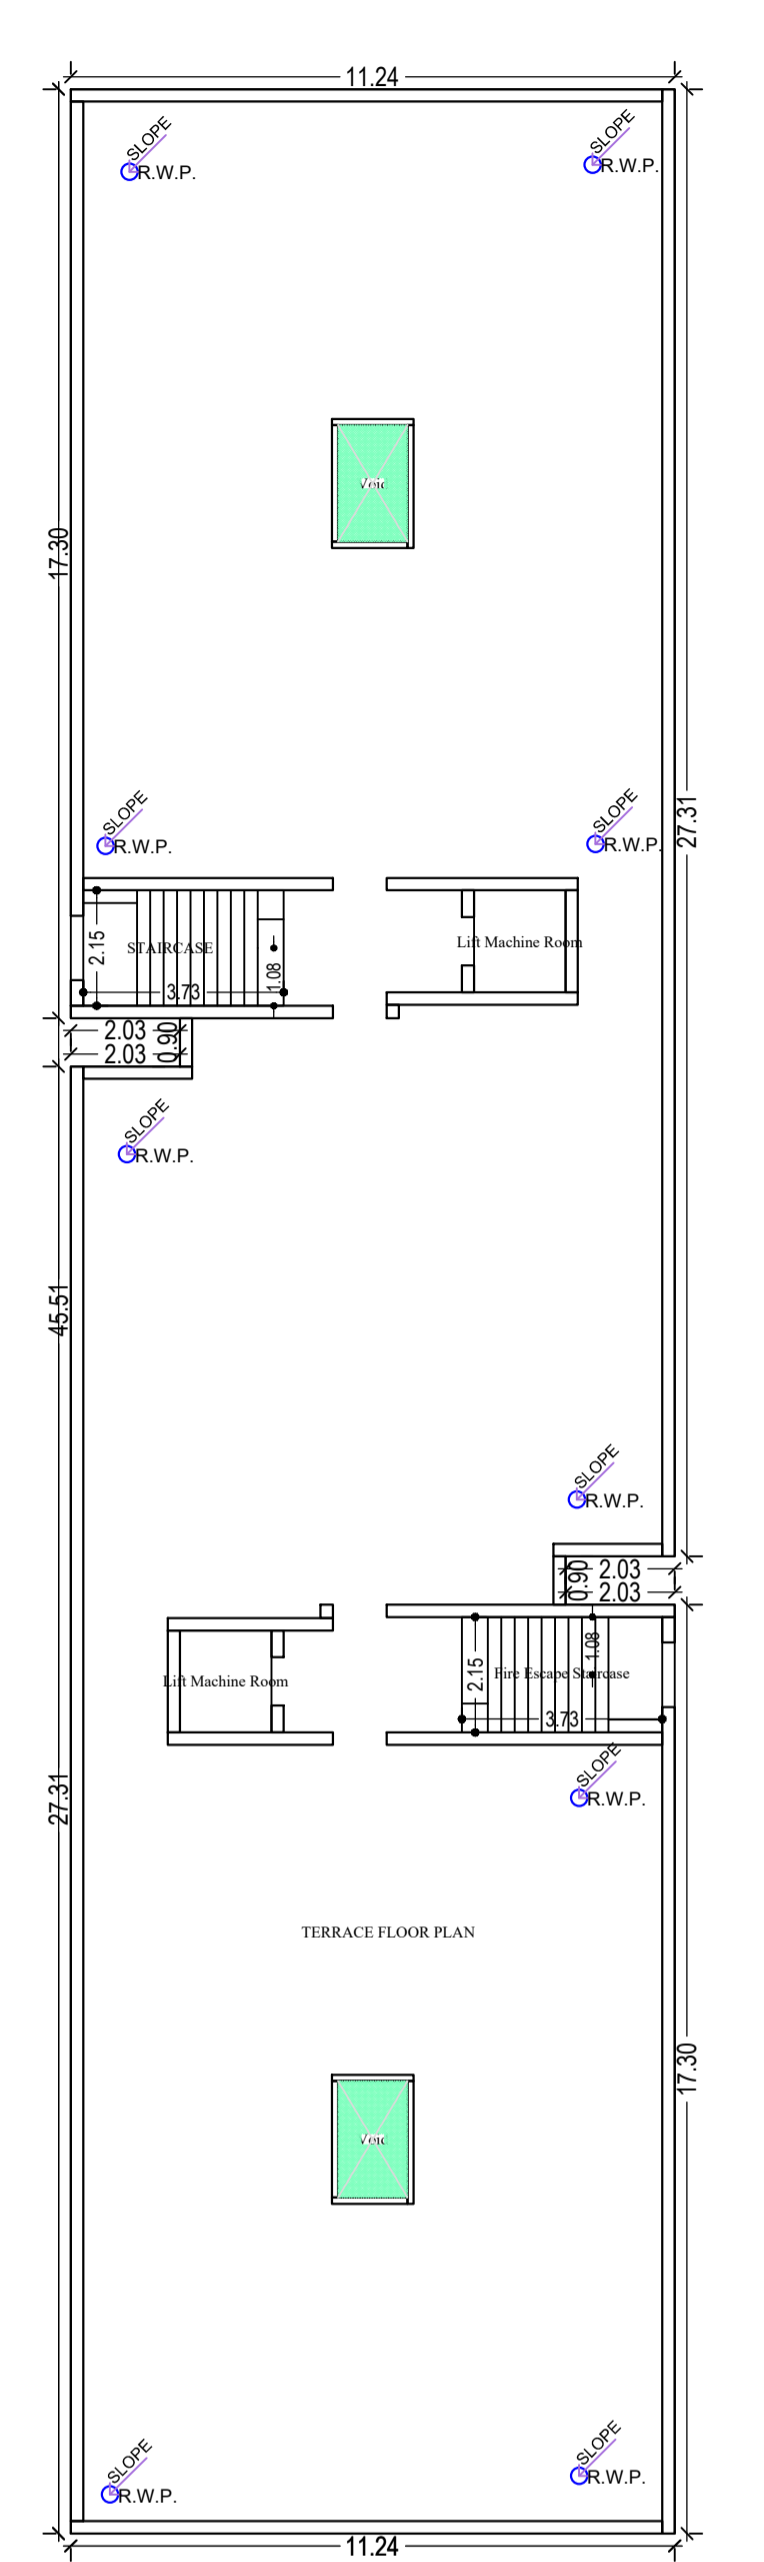 11.24
SLOPE
R.W.P.
SLOPE
R.W.P.
Void
17.30
27.31
SLOPE
R.W.P.
SLOPE
R.W.P.
2.15
STAIRCASE
3.73
1.08
Lift Machine Room
2.03
2.03
0.90
SLOPE
R.W.P.
45.51
SLOPE
R.W.P.
0.90
2.03
2.03
Lift Machine Room
2.15
Fire Escape Staircase
1.08
3.73
SLOPE
R.W.P.
27.31
TERRACE FLOOR PLAN
17.30
Void
SLOPE
R.W.P.
SLOPE
R.W.P.
11.24